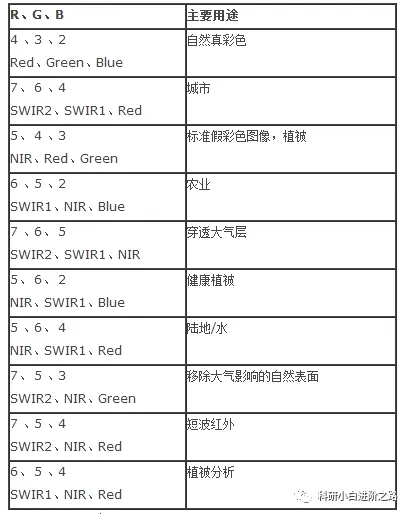 R、G、B 主要用途
4 、3 、2 自然真彩色
Red、Green、Blue
7、6 、4 城市
SWIR2、SWIR1、Red
5、4 、3 标准假彩色图像，植被
NIR、Red、Green
6 、5 、2 农业
SWIR1、NIR、Blue
7 、6 、5 穿透大气层
SWIR2、SWIR1、NIR
5、6 、2 健康植被
NIR、SWIR1、Blue
5、6、4 陆地/水
NIR、SWIR1、Red
7、5 、3 移除大气影响的自然表面
SWIR2、NIR、Green
7、5 、4 短波红外
SWIR2、NIR、Red
6、5 、4 植被分析
SWIR1、NIR、Red
科研小白进阶之路